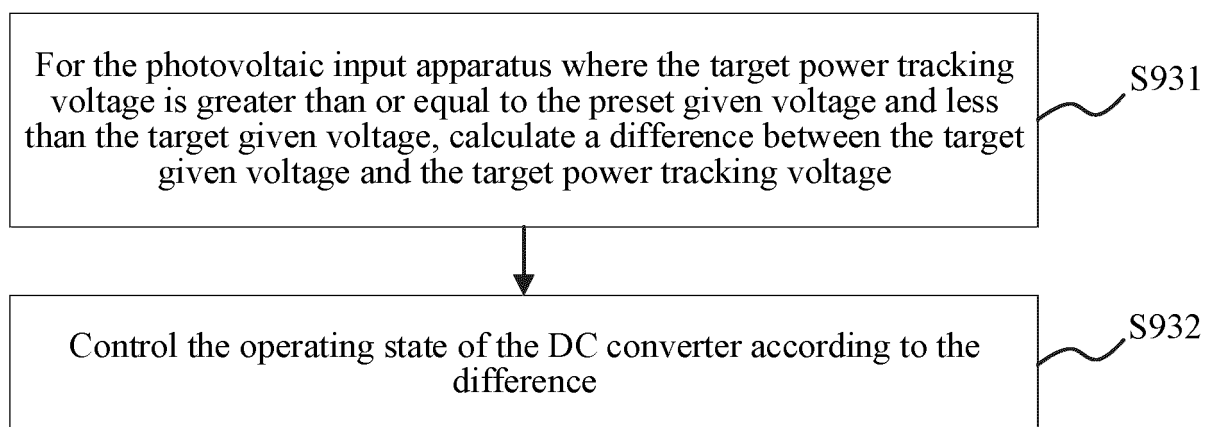 For the photovoltaic input apparatus where the target power tracking
voltage is greater than or equal to the preset given voltage and less
than the target given voltage, calculate a difference between the target
given voltage and the target power tracking voltage
S931
Control the operating state of the DC converter according to the
difference
S932